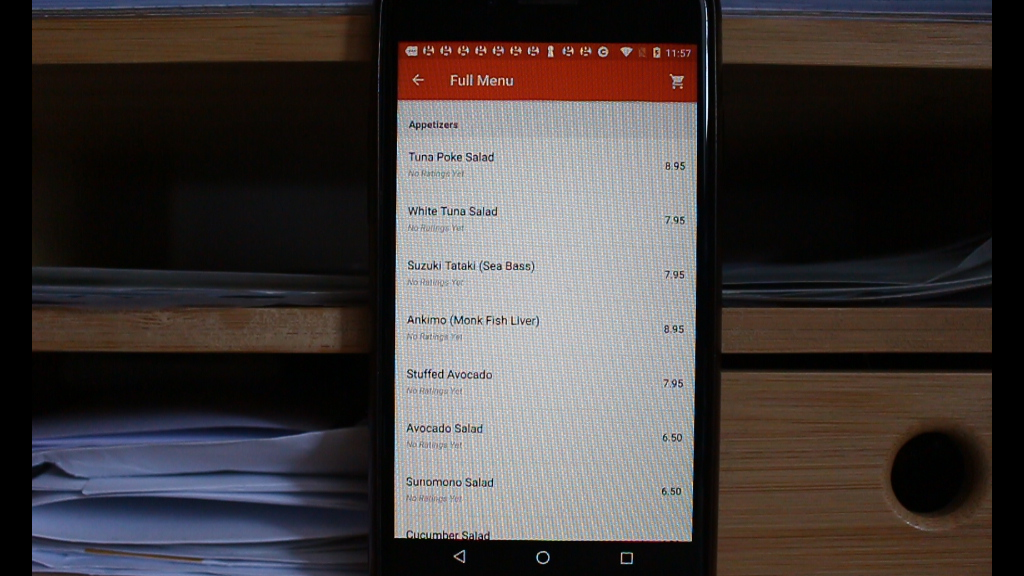 11:57
Full Menu
Appetizers
Tuna Poke Salad 8.95
No Ratings Yet
White Tuna Salad 7.95
No Ratings Yet
Suzuki Tataki (Sea Bass) 7.95
No Ratings Yet
Ankimo (Monk Fish Liver) 8.95
No Ratings Yet
Stuffed Avocado 7.95
No Ratings Yet
Avocado Salad 6.50
No Ratings Yet
Sunomono Salad 6.50
No Ratings Yet
Cucumber Salad